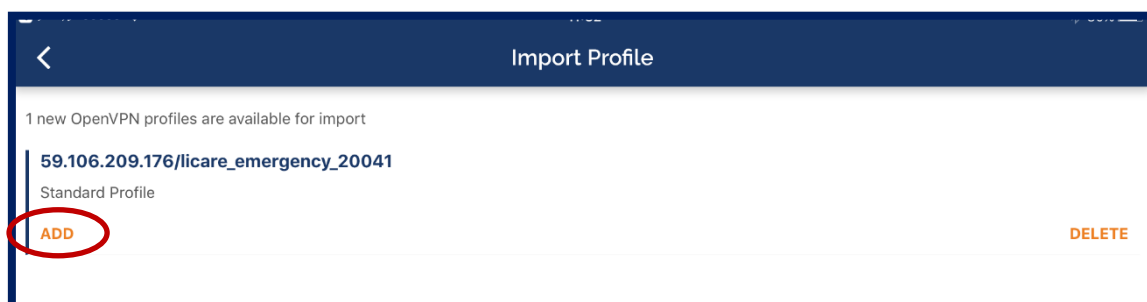 Import Profile
1 new OpenVPN profiles are available for import
59.106.209.176/licare_emergency_20041
Standard Profile
ADD
DELETE